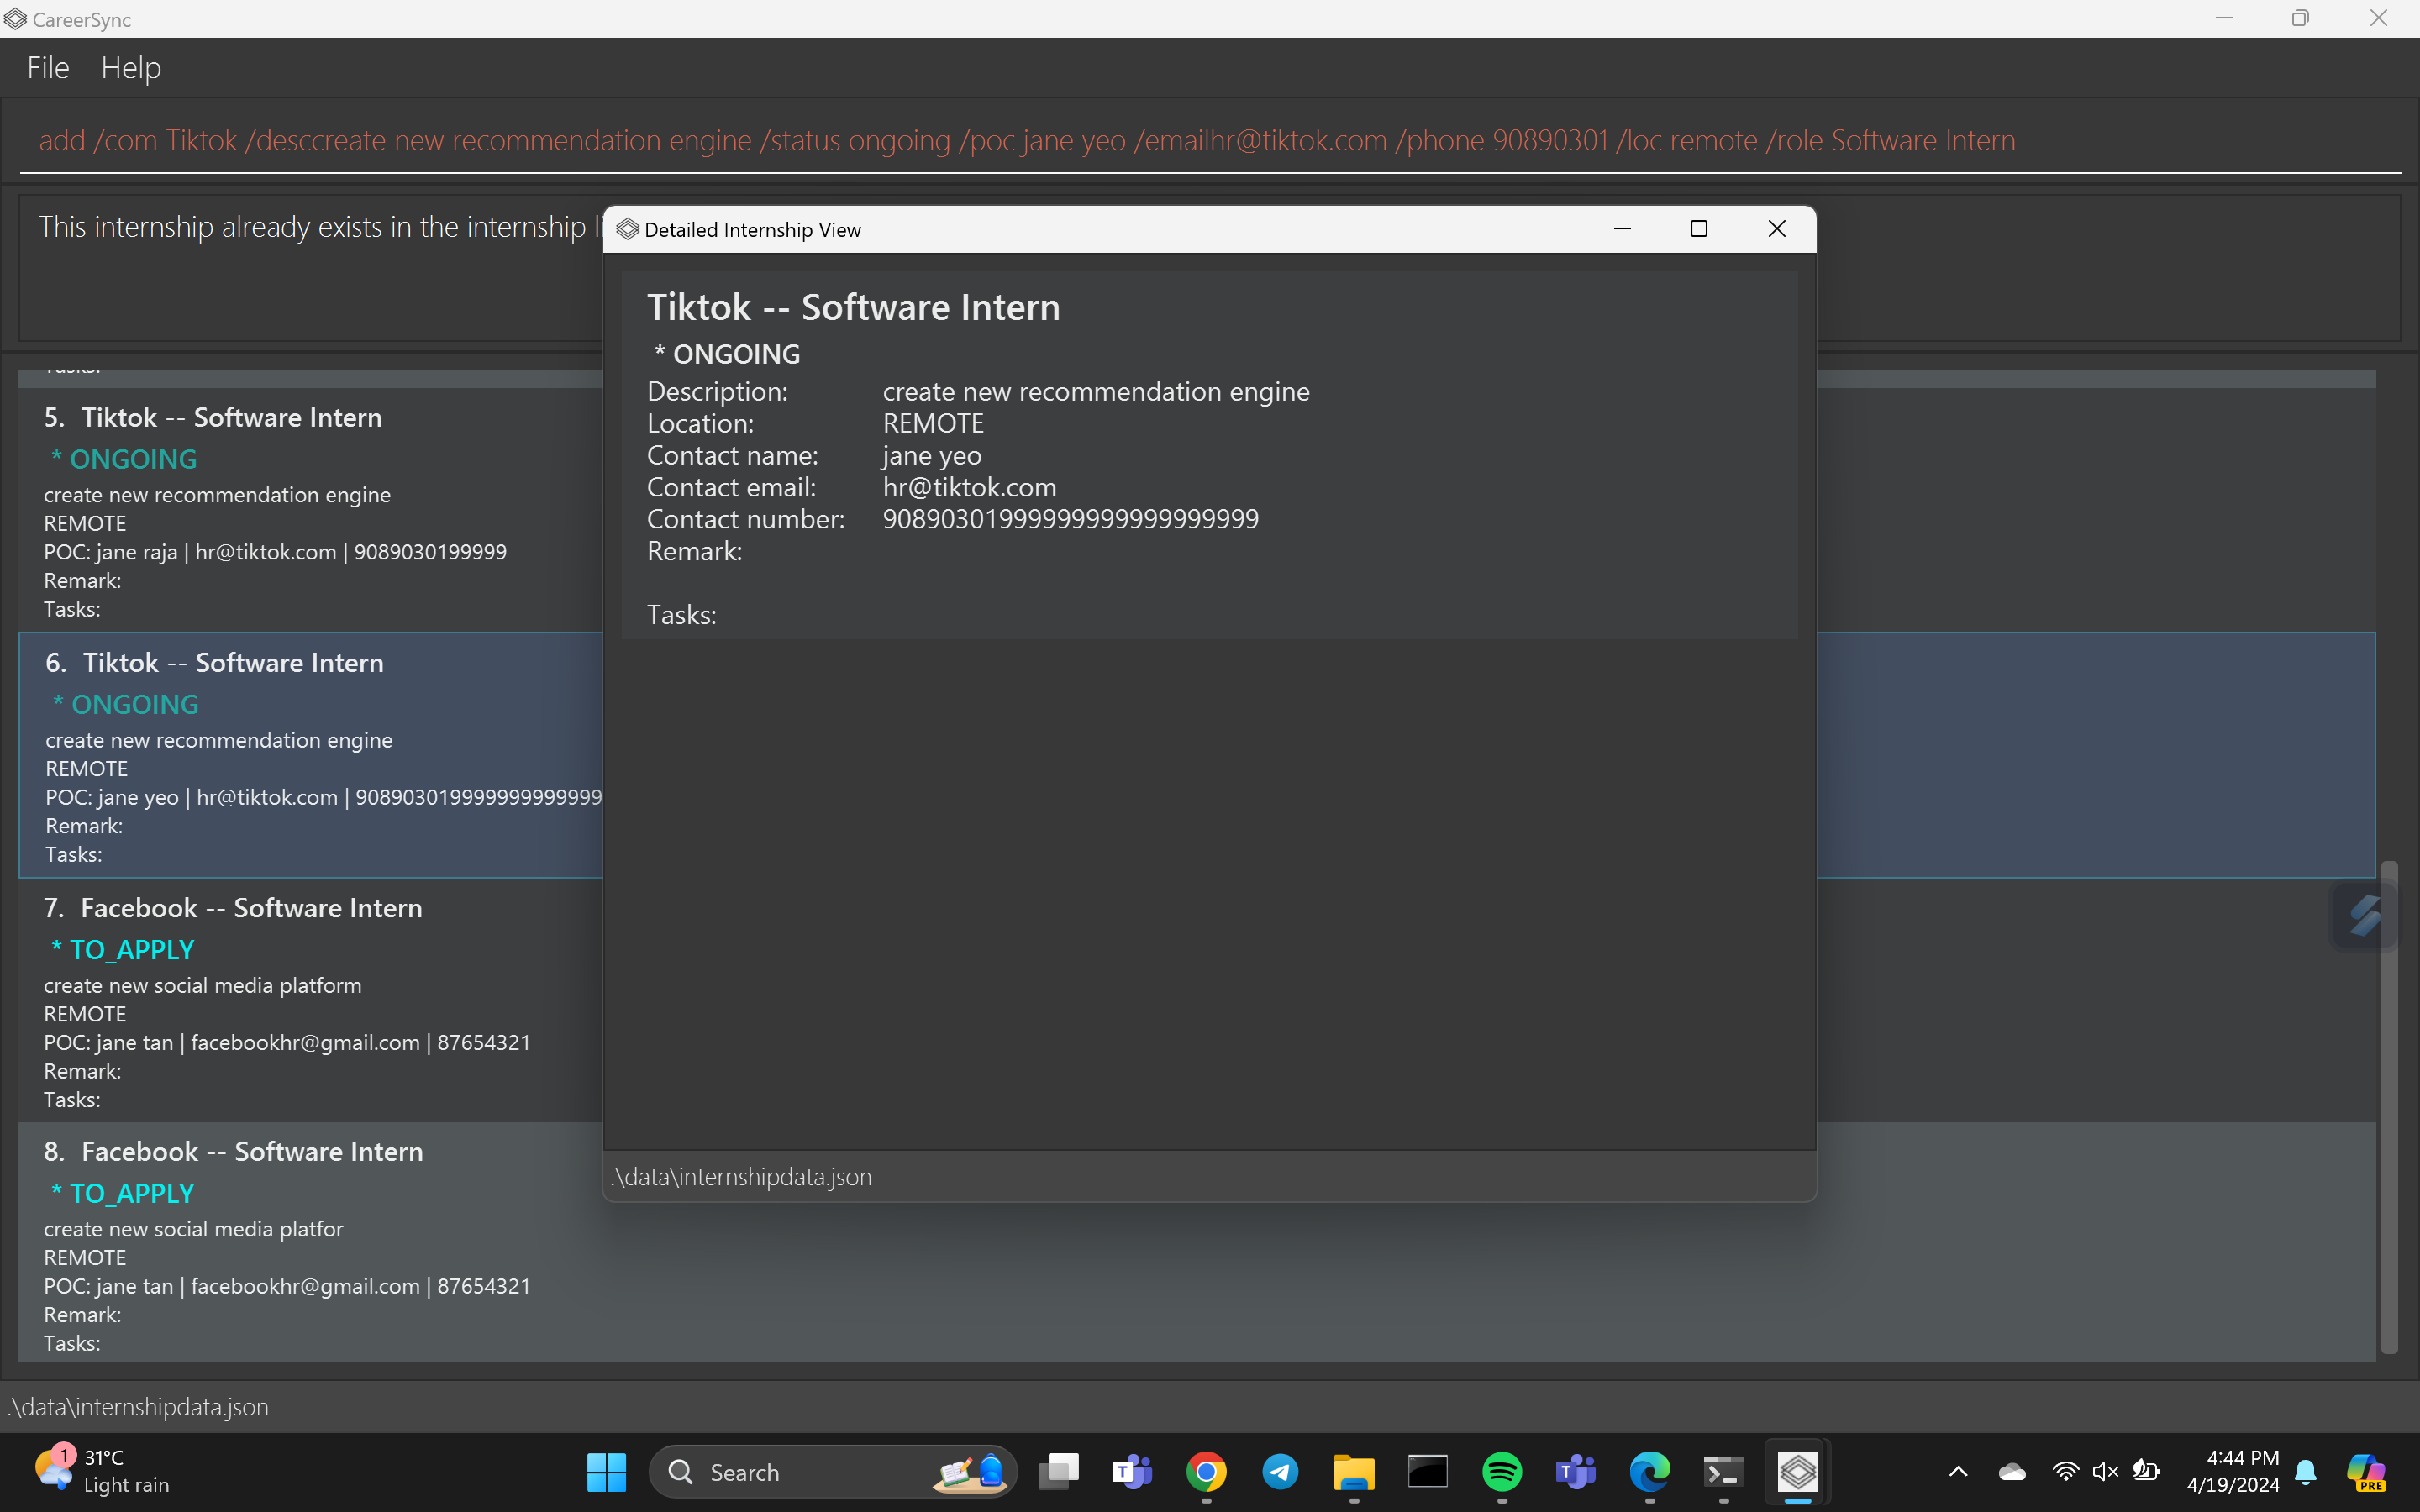 CareerSync
File Help
add /com Tiktok /desccreate new recommendation engine /status ongoing /poc jane yeo /emailhr@tiktok.com /phone 90890301 /loc remote /role Software Intern
This internship already exists in the internship
Detailed Internship View
Tiktok -- Software Intern
* ONGOING
Description: create new recommendation engine
Location: REMOTE
Contact name: jane yeo
Contact email: hr@tiktok.com
Contact number: 9089030199999999999999999
Remark:
Tasks:
.\data\internshipdata.json
5. Tiktok -- Software Intern
* ONGOING
create new recommendation engine
REMOTE
POC: jane raja | hr@tiktok.com | 9089030199999
Remark:
Tasks:
6. Tiktok -- Software Intern
* ONGOING
create new recommendation engine
REMOTE
POC: jane yeo | hr@tiktok.com |
Remark:
Tasks:
7. Facebook -- Software Intern
* TO_APPLY
create new social media platform
REMOTE
POC: jane tan | facebookhr@gmail.com | 87654321
Remark:
Tasks:
8. Facebook -- Software Intern
* TO_APPLY
create new social media platfor
REMOTE
POC: jane tan | facebookhr@gmail.com | 87654321
Remark:
Tasks:
.\data\internshipdata.json
1
31°C
Light rain
Search
4:44 PM
4/19/2024
PRE